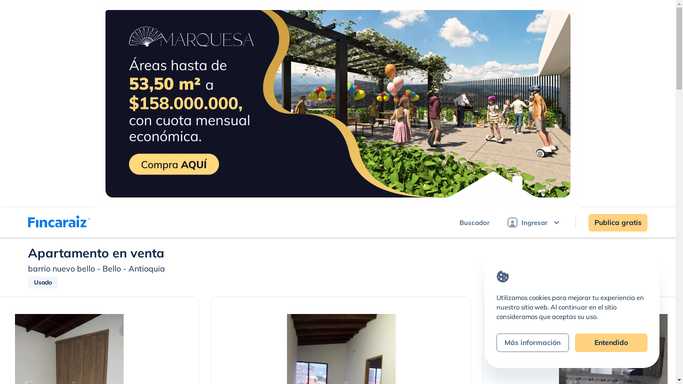 MARQUESA
Áreas hasta de
53,50 m² a
$158.000.000,
con cuota mensual
económica.
Compra AQUÍ
Fincaraiz
Buscador
Ingresar
Publica gratis
Apartamento en venta
barrio nuevo bello - Bello - Antioquia
Usado
Utilizamos cookies para mejorar tu experiencia en
nuestro sitio web. Al continuar en el sitio
consideramos que aceptas su uso.
Más información
Entendido